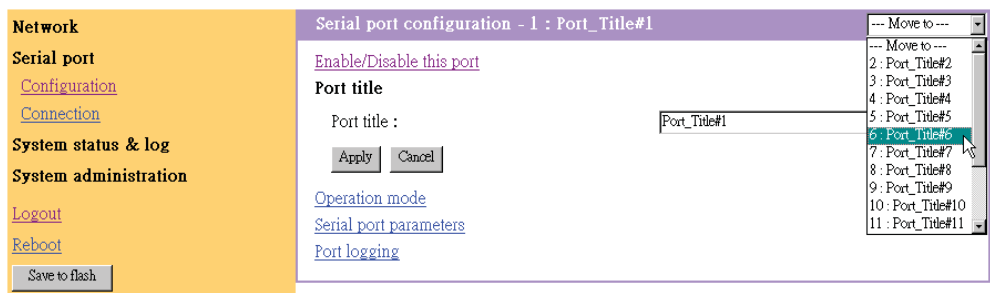 Network
Serial port
Configuration
Connection
System status & log
System administration
Logout
Reboot
Save to flash
Serial port configuration - 1 : Port_Title#1
--- Move to ---
Enable/Disable this port
Port title
Port title :
Port_Title#1
Apply
Cancel
Operation mode
Serial port parameters
Port logging
--- Move to ---
2 : Port_Title#2
3 : Port_Title#3
4 : Port_Title#4
5 : Port_Title#5
6 : Port_Title#6
7 : Port_Title#7
8 : Port_Title#8
9 : Port_Title#9
10 : Port_Title#10
11 : Port_Title#11